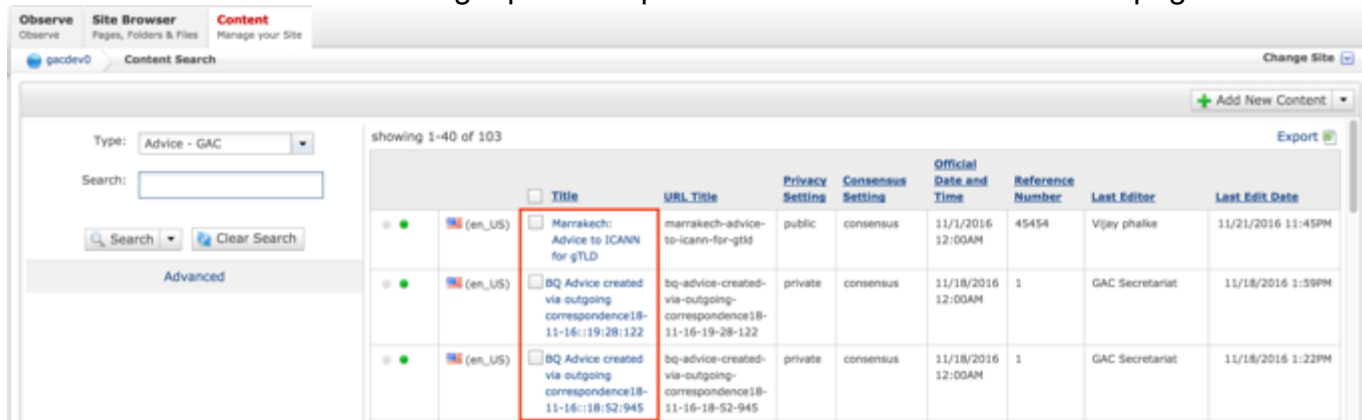 Observe Site Browser Content
Observe Pages, Folders & Files Manage your Site
gacdev0 Content Search Change Site
Add New Content
Type: Advice - GAC
showing 1-40 of 103 Export
Search:
Search Clear Search
Advanced
Title URL Title Privacy Setting Consensus Setting Official Date and Time Reference Number Last Editor Last Edit Date
(en_US) Marrakech: public consensus 11/1/2016 45454 Vijay phalke 11/21/2016 11:45PM
Advice to ICANN 12:00AM
for gTLD
marrakech-advice-
to-icann-for-gtld
(en_US) BQ Advice created bq-advice-created- private consensus 11/18/2016 1 GAC Secretariat 11/18/2016 1:59PM
via outgoing via-outgoing- 12:00AM
correspondence18- correspondence18-
11-16::19:28:122 11-16-19-28-122
(en_US) BQ Advice created bq-advice-created- private consensus 11/18/2016 1 GAC Secretariat 11/18/2016 1:22PM
via outgoing via-outgoing- 12:00AM
correspondence18- correspondence18-
11-16::18:52:945 11-16-18-52-945